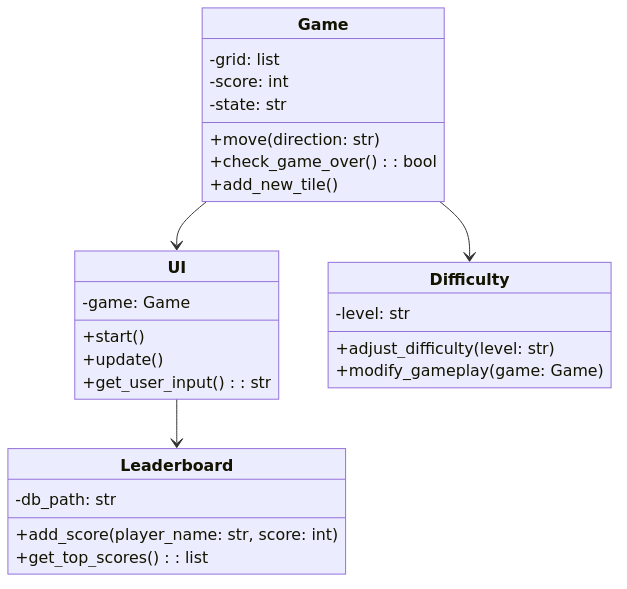 Game
-grid: list
-score: int
-state: str
+move(direction: str)
+check_game_over() : : bool
+add_new_tile()
UI
-game: Game
+start()
+update()
+get_user_input() : : str
Difficulty
-level: str
+adjust_difficulty(level: str)
+modify_gameplay(game: Game)
Leaderboard
-db_path: str
+add_score(player_name: str, score: int)
+get_top_scores() : : list